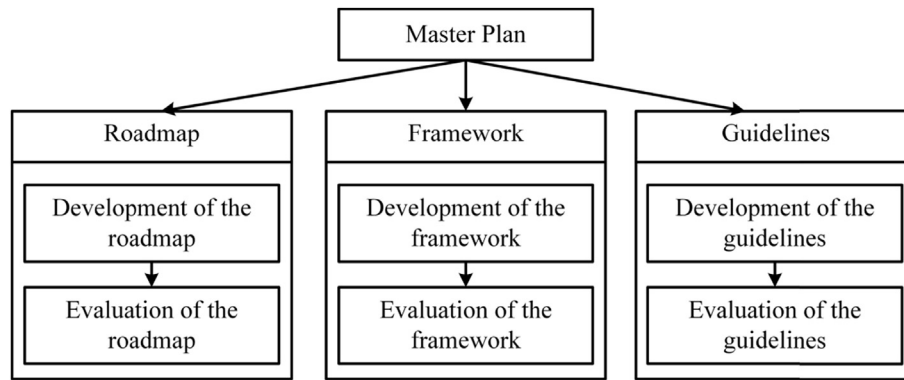 Master Plan
Roadmap
Framework
Guidelines
Development of the
roadmap
Development of the
framework
Development of the
guidelines
Evaluation of the
roadmap
Evaluation of the
framework
Evaluation of the
guidelines